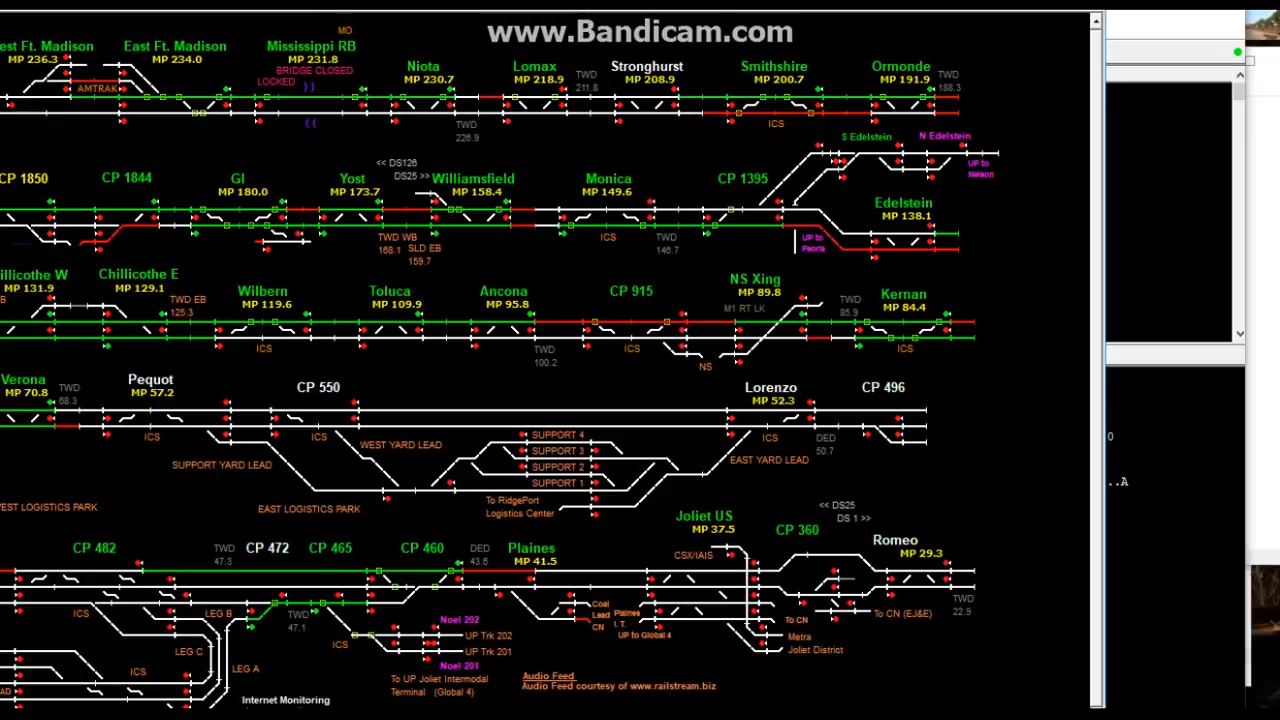 www.Bandicam.com
MO
est Ft. Madison East Ft. Madison Mississippi RB
MP 236.3 MP 234.0 MP 231.8
BRIDGE CLOSED
LOCKED
Niota Lomax Stronghurst Smithshire Ormonde
MP 230.7 MP 218.9 TWD MP 208.9 MP 200.7 MP 191.9 TWD
211.8 188.3
AMTRAK
TWD ICS
226.9
S Edelstein N Edelstein
<< DS126 UP to
DS25 >> Nelson
CP 1850 CP 1844 GI Yost Williamsfield Monica CP 1395
MP 180.0 MP 173.7 MP 158.4 MP 149.6
Edelstein
MP 138.1
TWD WB SLD EB ICS TWD UP to
168.1 159.7 146.7 Peoria
illicothe W Chillicothe E
MP 131.9 MP 129.1
B TWD EB
125.3
Wilbern Toluca Ancona CP 915 NS Xing Kernan
MP 119.6 MP 109.9 MP 95.8 MP 89.8 MP 84.4
M1 RT LK TWD
85.9
ICS TWD ICS NS ICS
100.2
Verona TWD Pequot CP 550 Lorenzo CP 496
MP 70.8 68.3 MP 57.2 MP 52.3
ICS ICS ICS DED
50.7
WEST YARD LEAD SUPPORT 4
SUPPORT 3
SUPPORT YARD LEAD SUPPORT 2 EAST YARD LEAD
SUPPORT 1
To RidgePort
Logistics Center
EST LOGISTICS PARK EAST LOGISTICS PARK
<< DS25
DS 1 >>
Joliet US CP 360 Romeo
MP 37.5 MP 29.3
CSX/IAIS
CP 482 TWD CP 472 CP 465 CP 460 DED Plaines
47.3 43.6 MP 41.5
ICS LEG B TWD
47.1
Coal
Lead
CN
Plaines
I.T.
UP to Global 4
To CN To CN (EJ&E) TWD
22.9
Metra
Joliet District
Noel 202
UP Trk 202
ICS
UP Trk 201
Noel 201
LEG C
LEG A
ICS
AD
To UP Joliet Intermodal
Terminal (Global 4)
Audio Feed
Audio Feed courtesy of www.railstream.biz
Internet Monitoring
0
..A